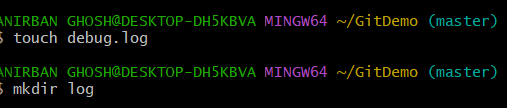 ANIRBAN GHOSH@DESKTOP-DH5KBVA MINGW64 ~/GitDemo (master)
$ touch debug.log
ANIRBAN GHOSH@DESKTOP-DH5KBVA MINGW64 ~/GitDemo (master)
$ mkdir log